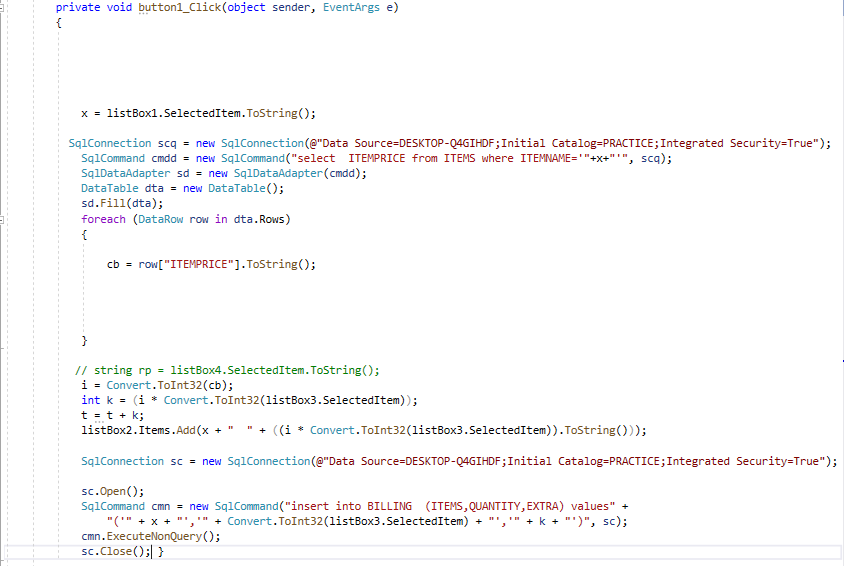 private void button1_Click(object sender, EventArgs e)
{
x = listBox1.SelectedItem.ToString();
SqlConnection scq = new SqlConnection(@"Data Source=DESKTOP-Q4GIHDF;Initial Catalog=PRACTICE;Integrated Security=True");
SqlCommand cmdd = new SqlCommand("select  ITEMPRICE from ITEMS where ITEMNAME='"+x+"'", scq);
SqlDataAdapter sd = new SqlDataAdapter(cmdd);
DataTable dta = new DataTable();
sd.Fill(dta);
foreach (DataRow row in dta.Rows)
{
cb = row["ITEMPRICE"].ToString();
}
// string rp = listBox4.SelectedItem.ToString();
i = Convert.ToInt32(cb);
int k = (i * Convert.ToInt32(listBox3.SelectedItem));
t = t + k;
listBox2.Items.Add(x + "  " + ((i * Convert.ToInt32(listBox3.SelectedItem)).ToString()));
SqlConnection sc = new SqlConnection(@"Data Source=DESKTOP-Q4GIHDF;Initial Catalog=PRACTICE;Integrated Security=True");
sc.Open();
SqlCommand cmn = new SqlCommand("insert into BILLING  (ITEMS,QUANTITY,EXTRA) values" +
"('" + x + "','" + Convert.ToInt32(listBox3.SelectedItem) + "','" + k + "')", sc);
cmn.ExecuteNonQuery();
sc.Close(); }